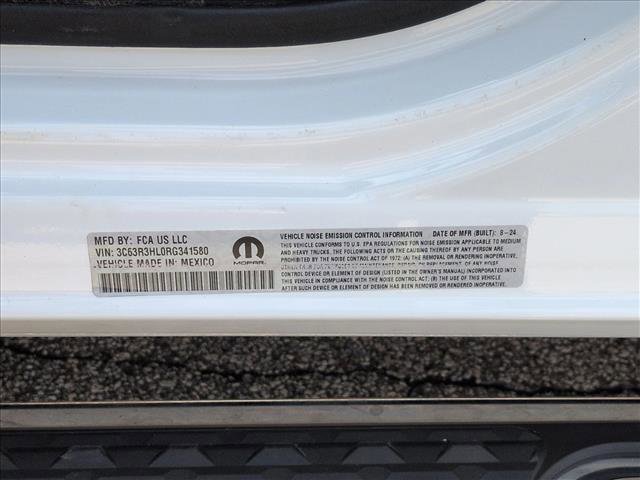 MFD BY: FCA US LLC
VIN: 3C63R3HL0RG341580
VEHICLE MADE IN: MEXICO
MOPAR
VEHICLE NOISE EMISSION CONTROL INFORMATION DATE OF MFR (BUILT): 8-24
THIS VEHICLE CONFORMS TO U.S. EPA REGULATIONS FOR NOISE EMISSION APPLICABLE TO MEDIUM
AND HEAVY TRUCKS. THE FOLLOWING ACTS OR THE CAUSING THEREOF BY ANY PERSON
ARE PROHIBITED BY THE NOISE CONTROL ACT OF 1972: (A) THE REMOVAL OR RENDERING
OF ANY NOISE
CONTROL DEVICE OR ELEMENT OF DESIGN (LISTED IN THE OWNER'S MANUAL) INCORPORATED INTO
THIS VEHICLE IN COMPLIANCE WITH THE NOISE CONTROL ACT; (B) THE USE OF THE VEHICLE
AFTER SUCH DEVICE OR ELEMENT OF DESIGN HAS BEEN REMOVED OR RENDERED INOPERATIVE.